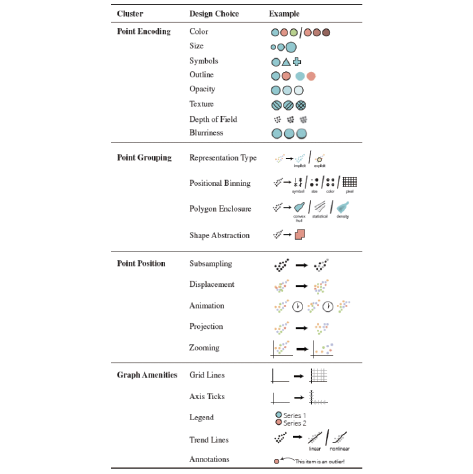 Cluster Design Choice Example
Point Encoding Color
Size
Symbols
Outline
Opacity
Texture
Depth of Field
Blurriness
Point Grouping Representation Type
implicit explicit
Positional Binning
symbol size color pixel
Polygon Enclosure
convex hull statistical density
Shape Abstraction
Point Position Subsampling
Displacement
Animation
Projection
Zooming
Graph Amenities Grid Lines
Axis Ticks
Legend Series 1
Series 2
Trend Lines
linear nonlinear
Annotations This item is an outlier!